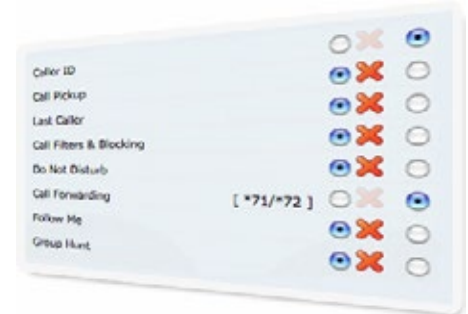 Caller ID
Call Pickup
Last Caller
Call Filters & Blocking
Do Not Disturb
Call Forwarding [ *71/*72 ]
Follow Me
Group Hunt